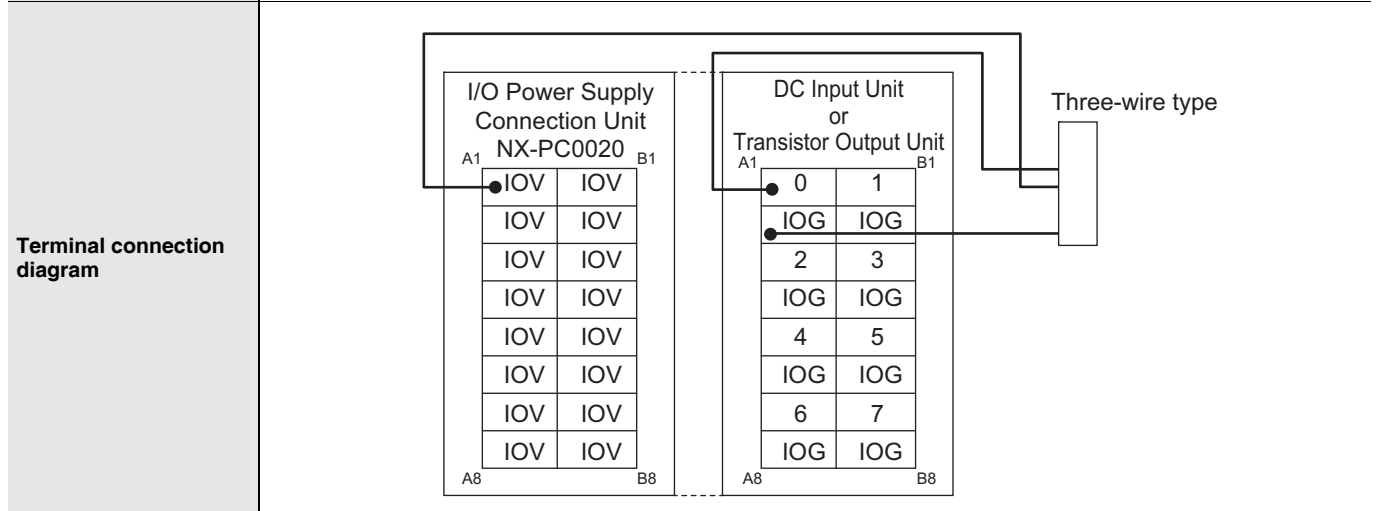 Terminal connection
diagram
I/O Power Supply
Connection Unit
NX-PC0020
A1 B1
IOV IOV
IOV IOV
IOV IOV
IOV IOV
IOV IOV
IOV IOV
IOV IOV
IOV IOV
A8 B8
DC Input Unit
or
Transistor Output Unit
A1 B1
0 1
IOG IOG
2 3
IOG IOG
4 5
IOG IOG
6 7
IOG IOG
A8 B8
Three-wire type